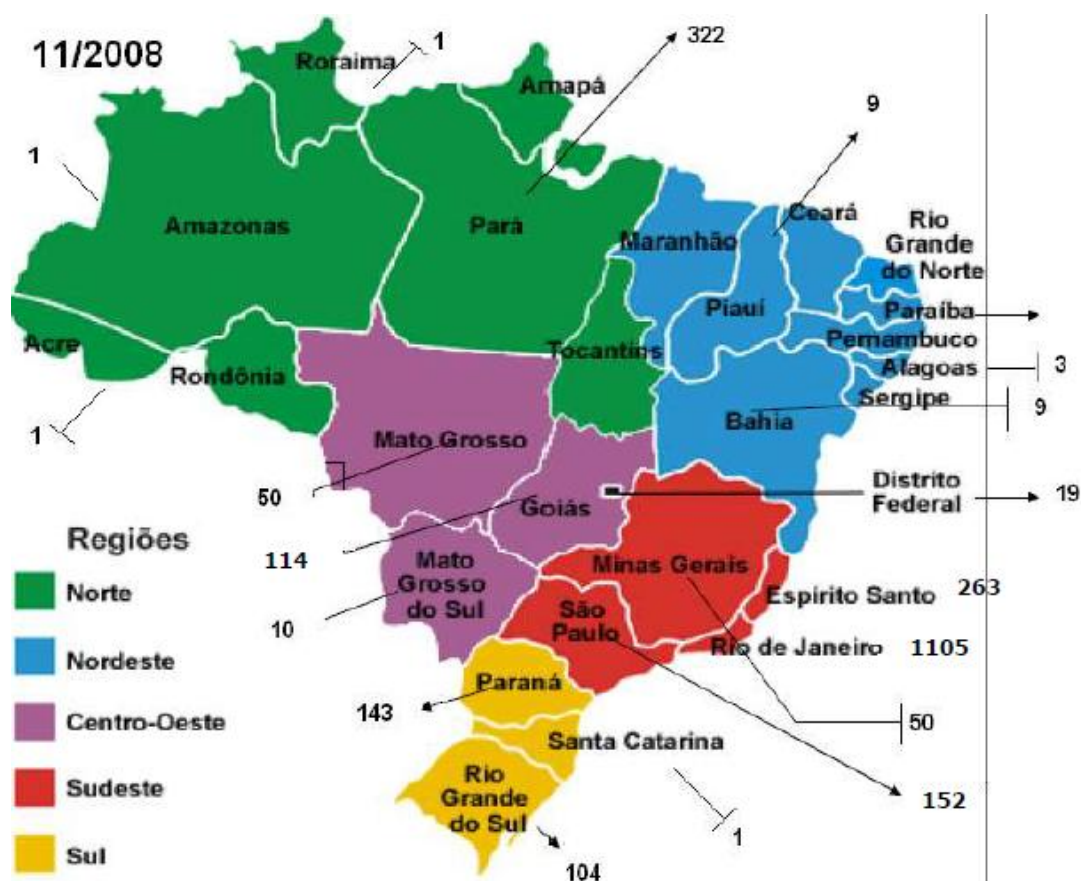 11/2008
1
322
Roraima
Amapá
9
1
Amazonas
Pará
Maranhão
Ceará
Rio
Grande
do Norte
Piauí
Paraíba
Acre
Rondônia
Tocantins
Pernambuco
Alagoas
3
Sergipe
9
1
Mato Grosso
Bahia
50
Goiás
Distrito
Federal
19
114
Regiões
Mato
Grosso
do Sul
Minas Gerais
Norte
São
Paulo
Espírito Santo
263
10
Rio de Janeiro
1105
Nordeste
Paraná
143
Centro-Oeste
50
Santa Catarina
Sudeste
Rio
Grande
do Sul
152
1
Sul
104